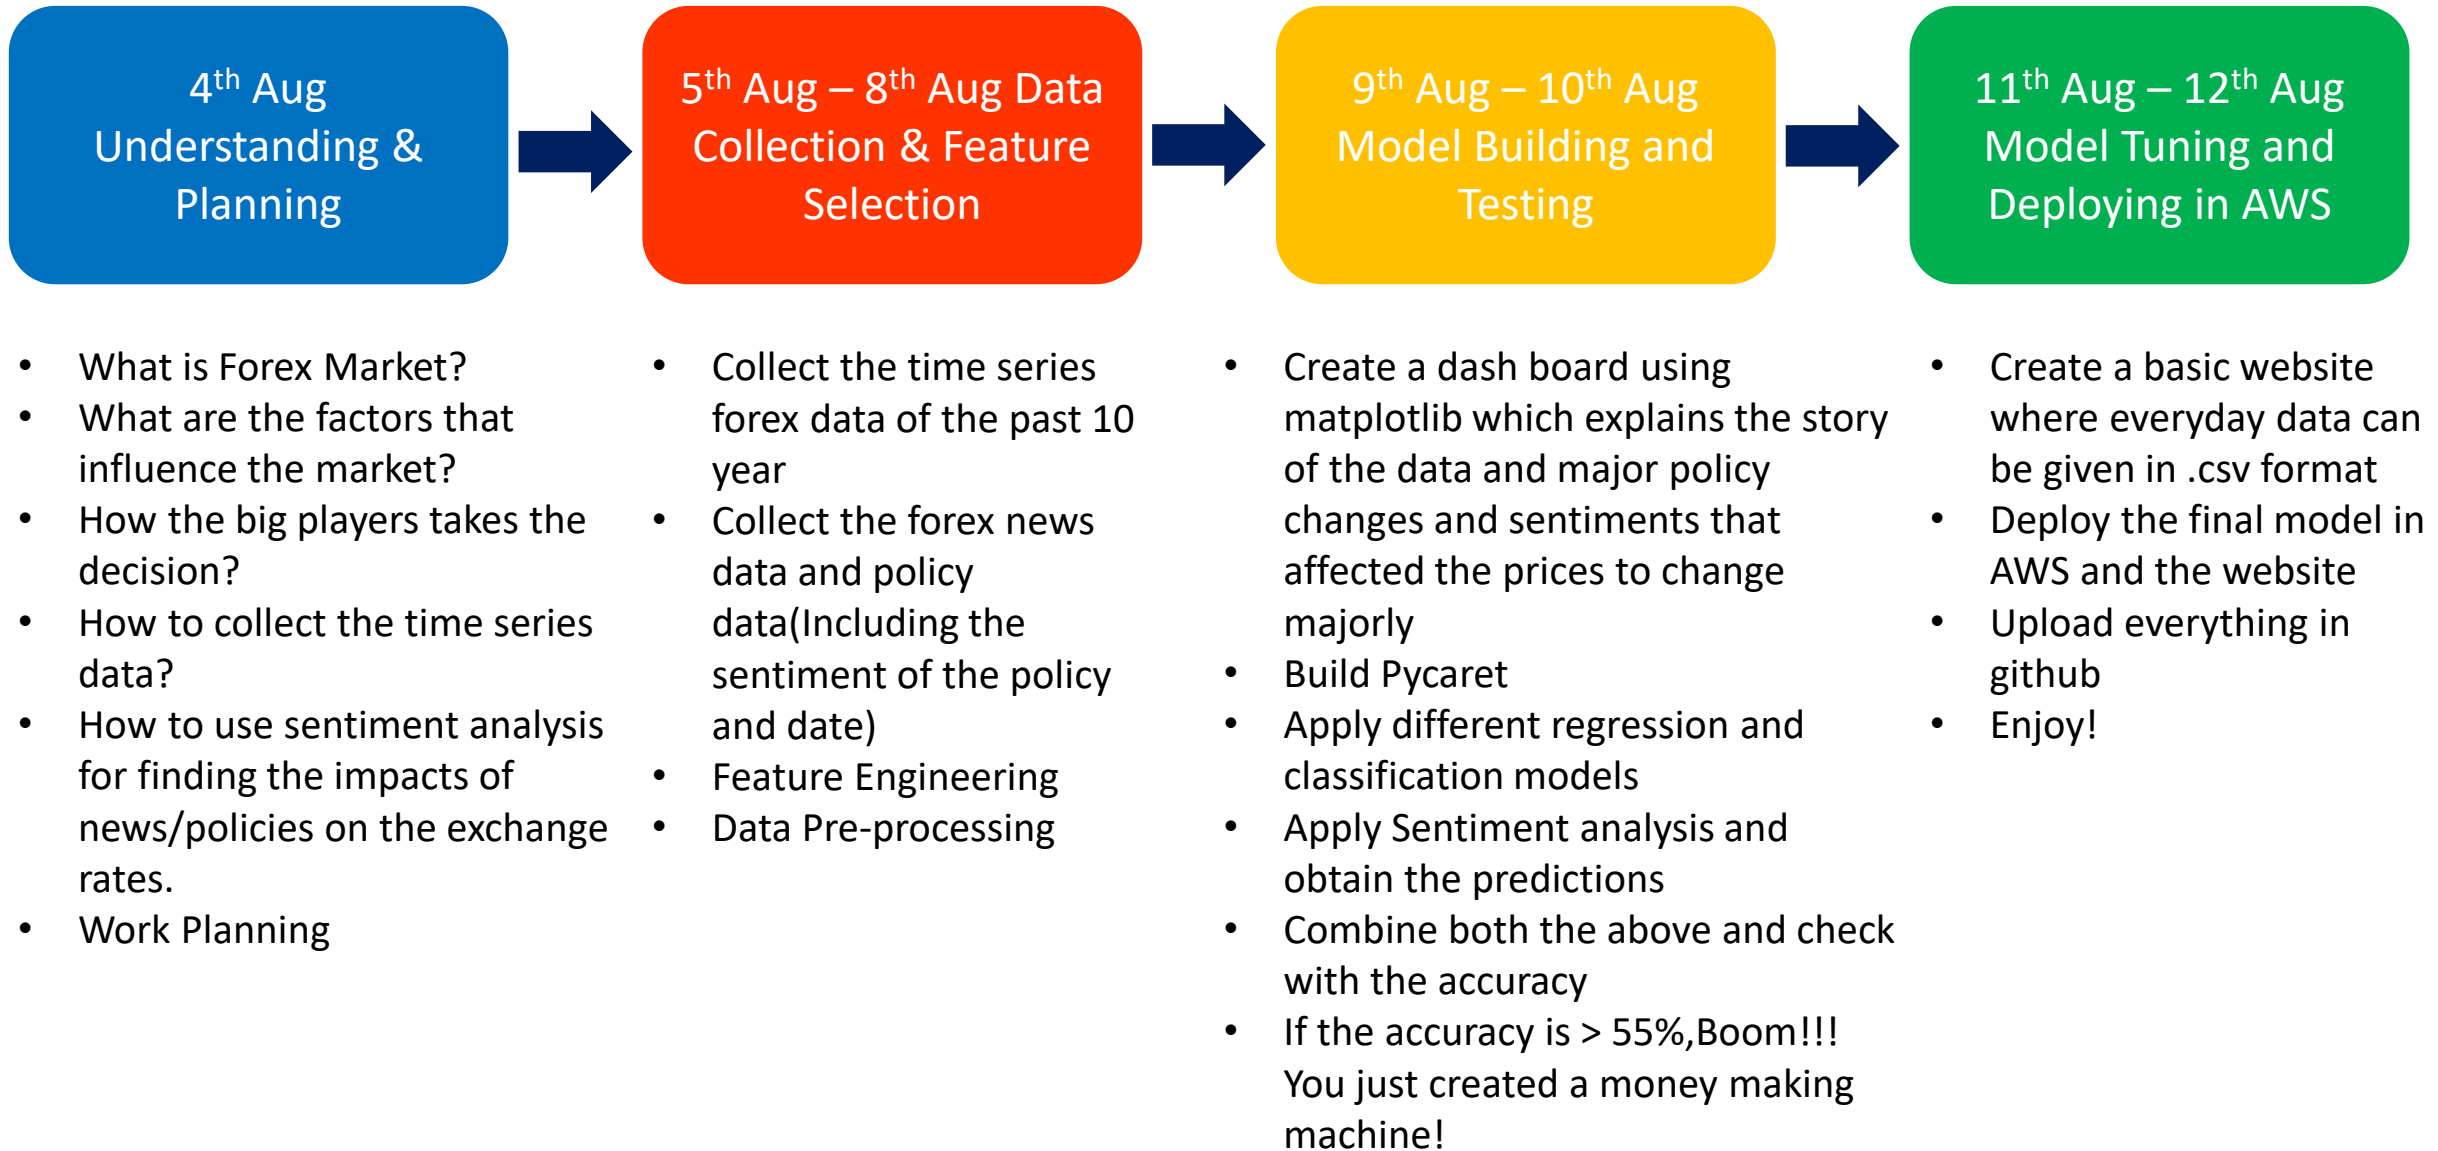 4th Aug
Understanding &
Planning
5th Aug – 8th Aug Data
Collection & Feature
Selection
9th Aug – 10th Aug
Model Building and
Testing
11th Aug – 12th Aug
Model Tuning and
Deploying in AWS
• What is Forex Market?
• What are the factors that
influence the market?
• How the big players takes the
decision?
• How to collect the time series
data?
• How to use sentiment analysis
for finding the impacts of
news/policies on the exchange
rates.
• Work Planning
• Collect the time series
forex data of the past 10
year
• Collect the forex news
data and policy
data(Including the
sentiment of the policy
and date)
• Feature Engineering
• Data Pre-processing
• Create a dash board using
matplotlib which explains the story
of the data and major policy
changes and sentiments that
affected the prices to change
majorly
• Build Pycaret
• Apply different regression and
classification models
• Apply Sentiment analysis and
obtain the predictions
• Combine both the above and check
with the accuracy
• If the accuracy is > 55%,Boom!!!
You just created a money making
machine!
• Create a basic website
where everyday data can
be given in .csv format
• Deploy the final model in
AWS and the website
• Upload everything in
github
• Enjoy!